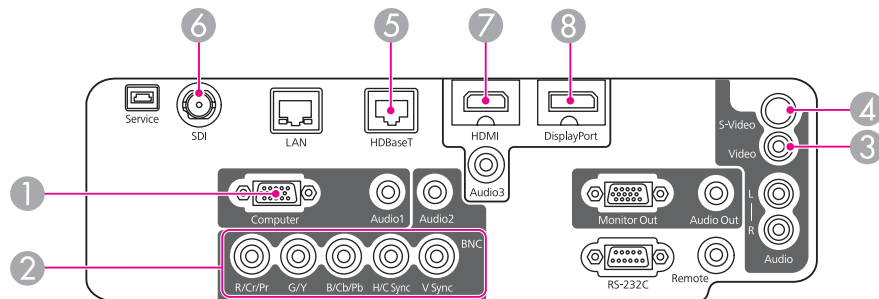 6 5 7 8
Service
SDI
LAN
HDBaseT
HDMI
DisplayPort
S-Video
4
Video
3
Audio3
1
Computer
Audio1
Audio2
Monitor Out
Audio Out
L
R
Audio
2
BNC
R/Cr/Pr
G/Y
B/Cb/Pb
H/C Sync
V Sync
RS-232C
Remote